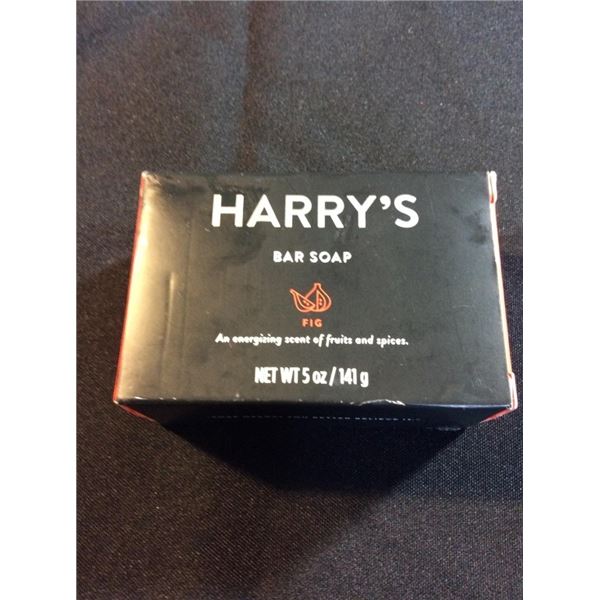 HARRY'S
BAR SOAP
FIG
An energizing scent of fruits and spices.
NET WT 5 oz / 141 g